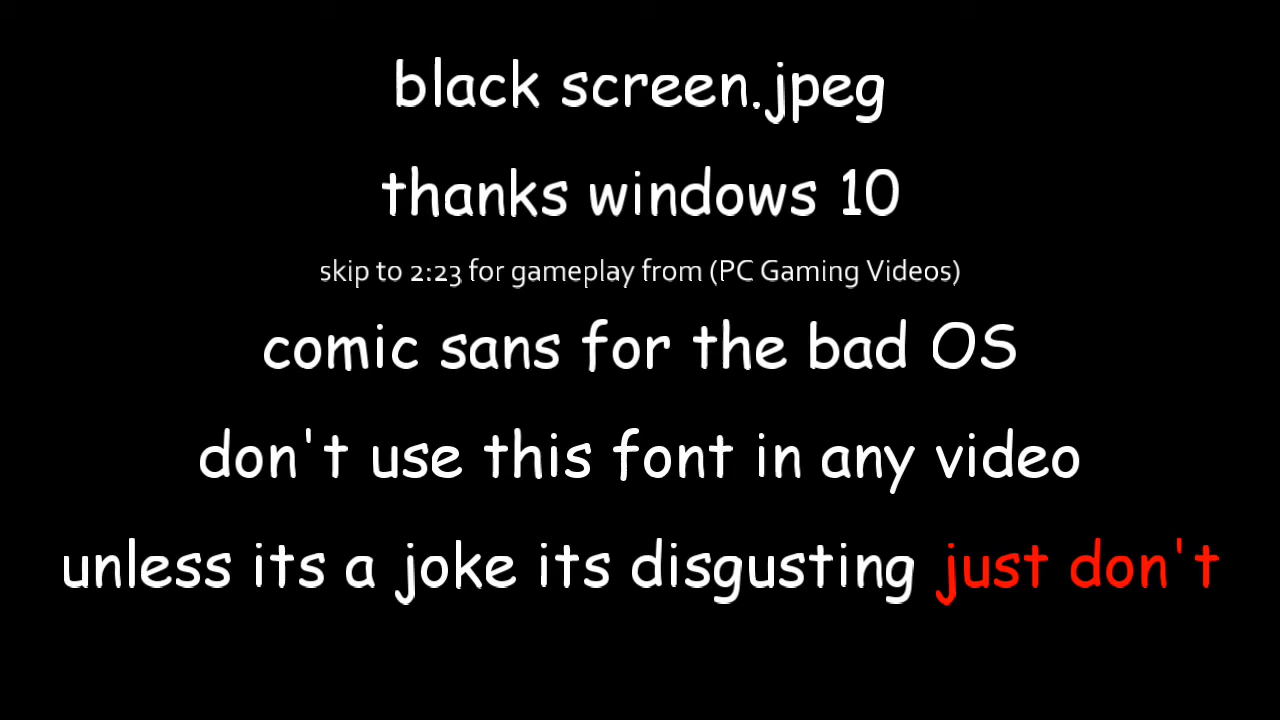 black screen.jpeg
thanks windows 10
skip to 2:23 for gameplay from (PC Gaming Videos)
comic sans for the bad OS
don't use this font in any video
unless its a joke its disgusting just don't